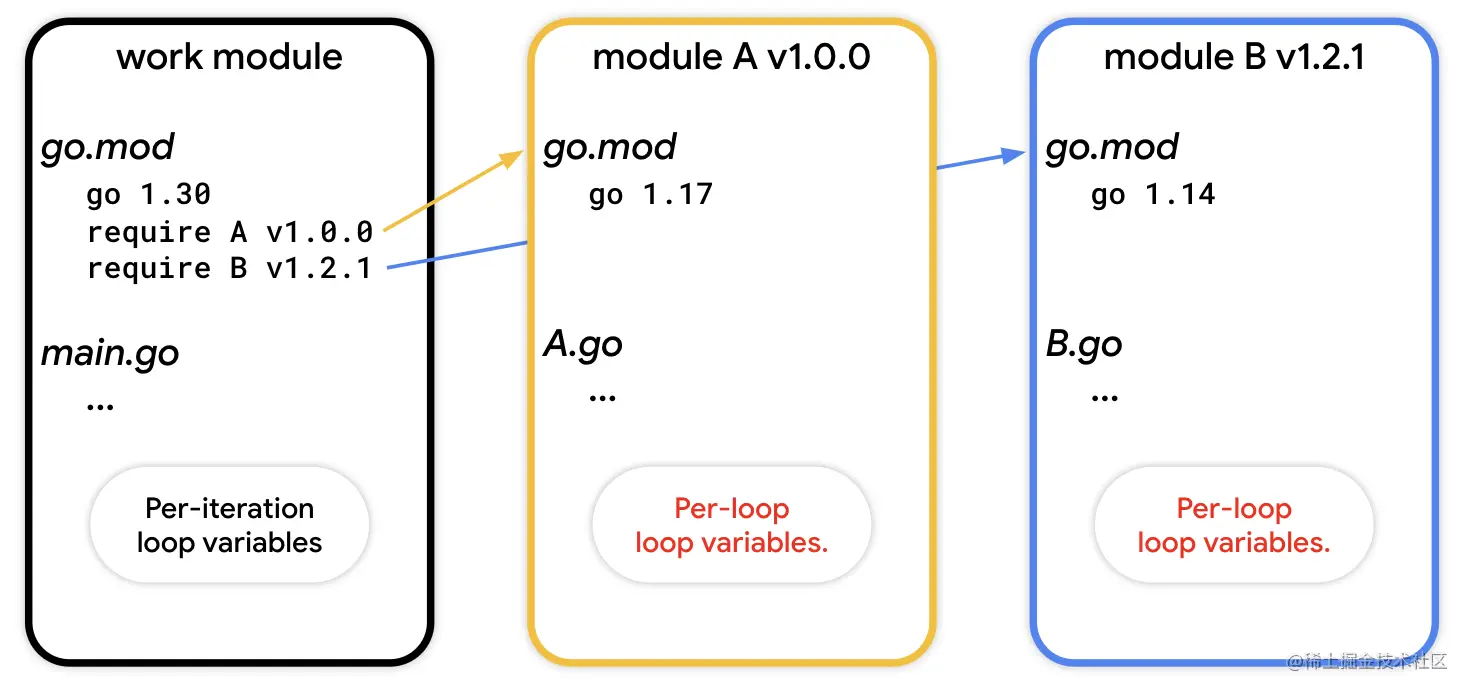 work module
go.mod
go 1.30
require A v1.0.0
require B v1.2.1
main.go
...
Per-iteration
loop variables
module A v1.0.0
go.mod
go 1.17
A.go
...
Per-loop
loop variables.
module B v1.2.1
go.mod
go 1.14
B.go
...
Per-loop
loop variables.
@稀土掘金技术社区